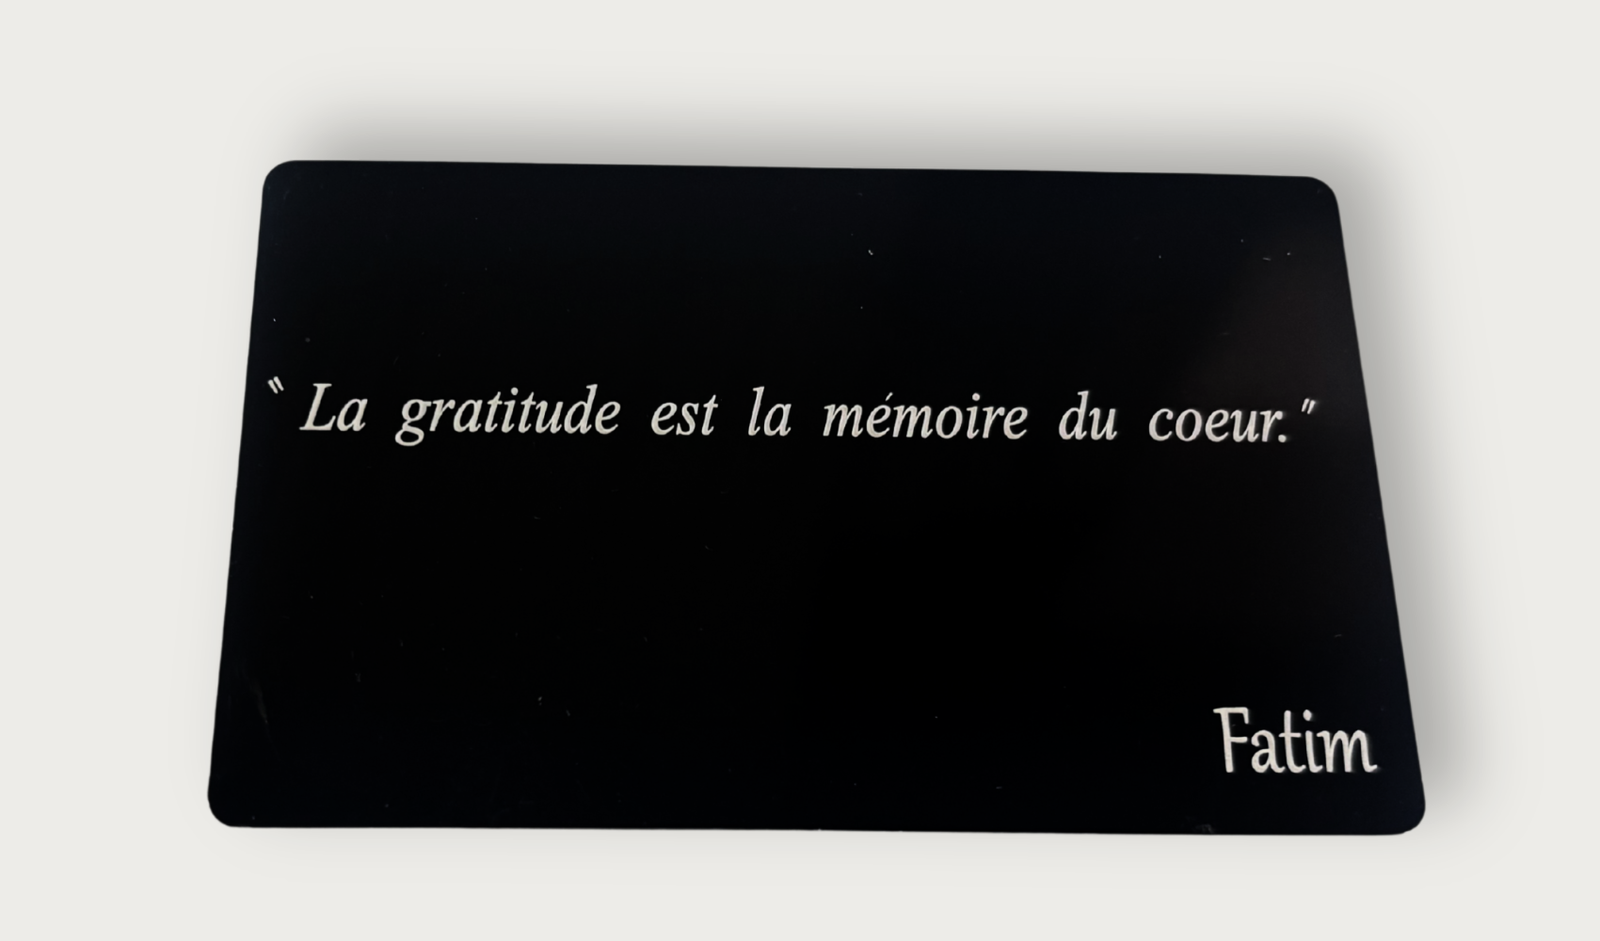 " La gratitude est la mémoire du coeur."
Fatim